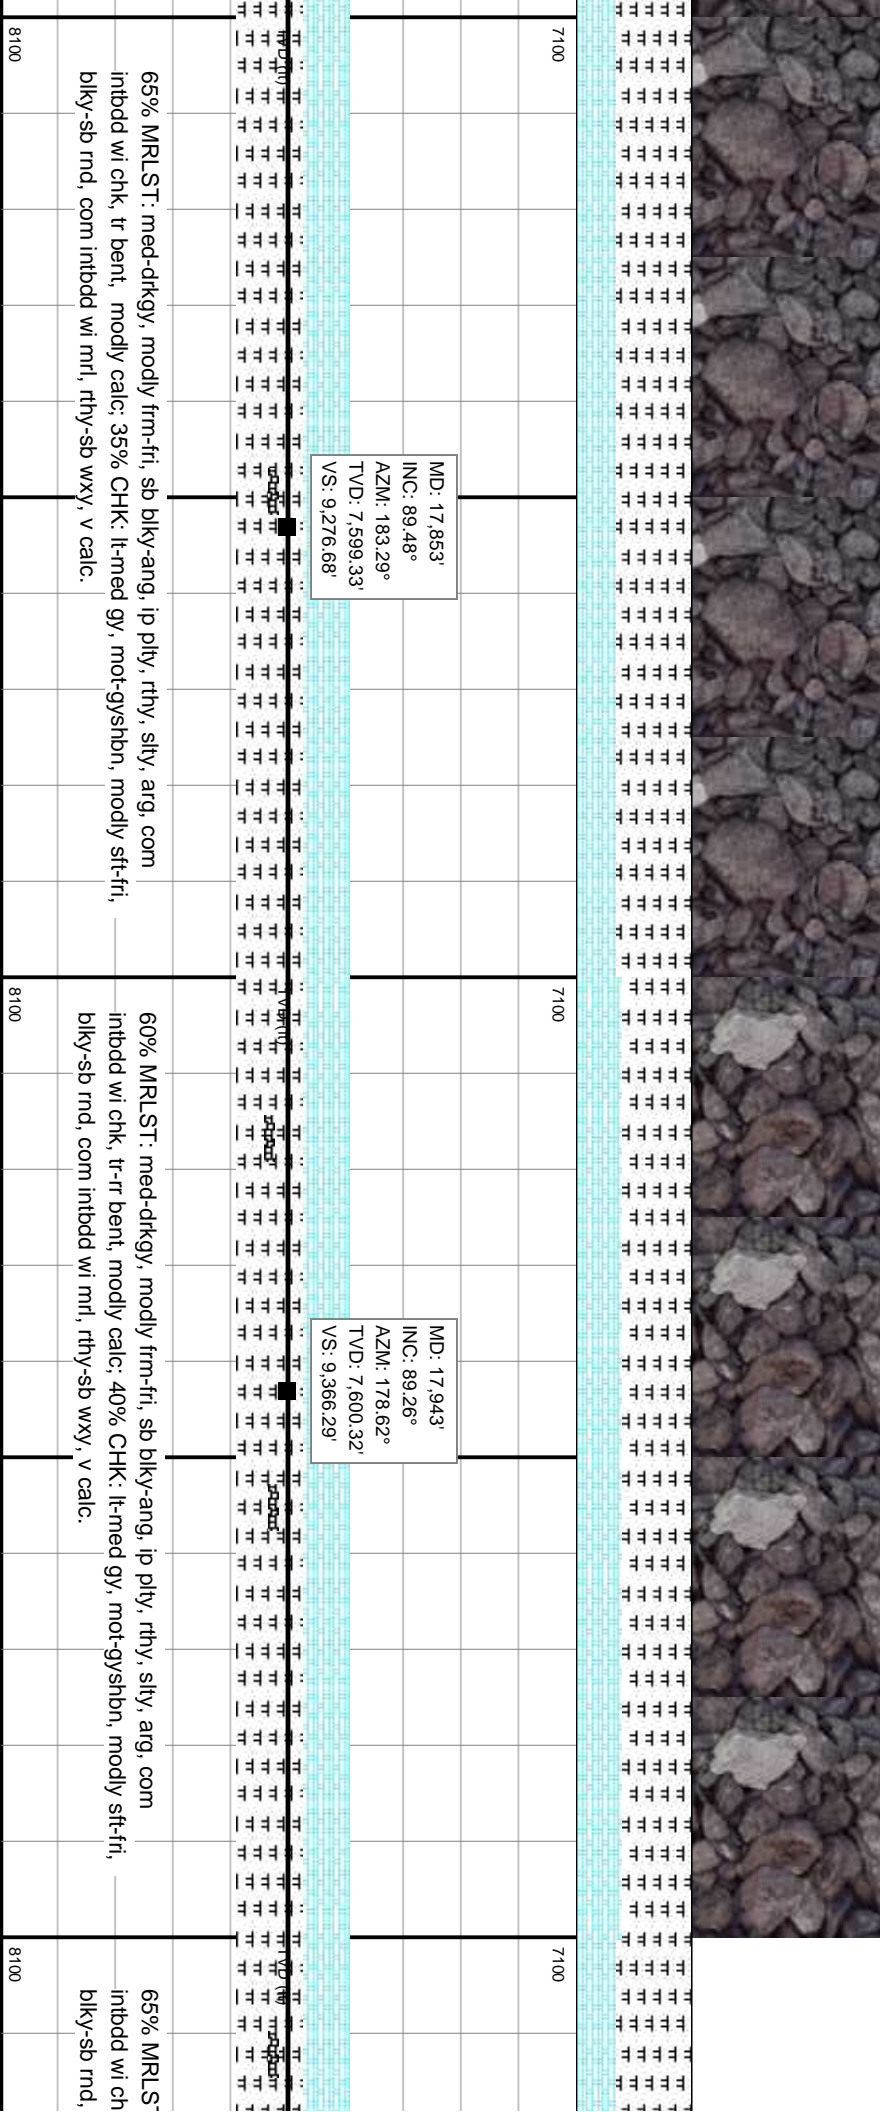 8100
TVD (ft)
7100
65% MRLST: med-drkgy, modly frm-fri, sb blky-ang, ip plty, rthy, slty, arg, com
intbdd wi chk, tr bent, modly calc; 35% CHK: lt-med gy, mot-gyshbn, modly sft-fri,
blky-sb rnd, com intbdd wi mrl, rthy-sb wxy, v calc.
MD: 17,853'
INC: 89.48°
AZM: 183.29°
TVD: 7,599.33'
VS: 9,276.68'
8100
TVD (ft)
7100
60% MRLST: med-drkgy, modly frm-fri, sb blky-ang, ip plty, rthy, slty, arg, com
intbdd wi chk, tr-rr bent, modly calc; 40% CHK: lt-med gy, mot-gyshbn, modly sft-fri,
blky-sb rnd, com intbdd wi mrl, rthy-sb wxy, v calc.
MD: 17,943'
INC: 89.26°
AZM: 178.62°
TVD: 7,600.32'
VS: 9,366.29'
8100
TVD (ft)
7100
65% MRLST
intbdd wi ch
blky-sb rnd,